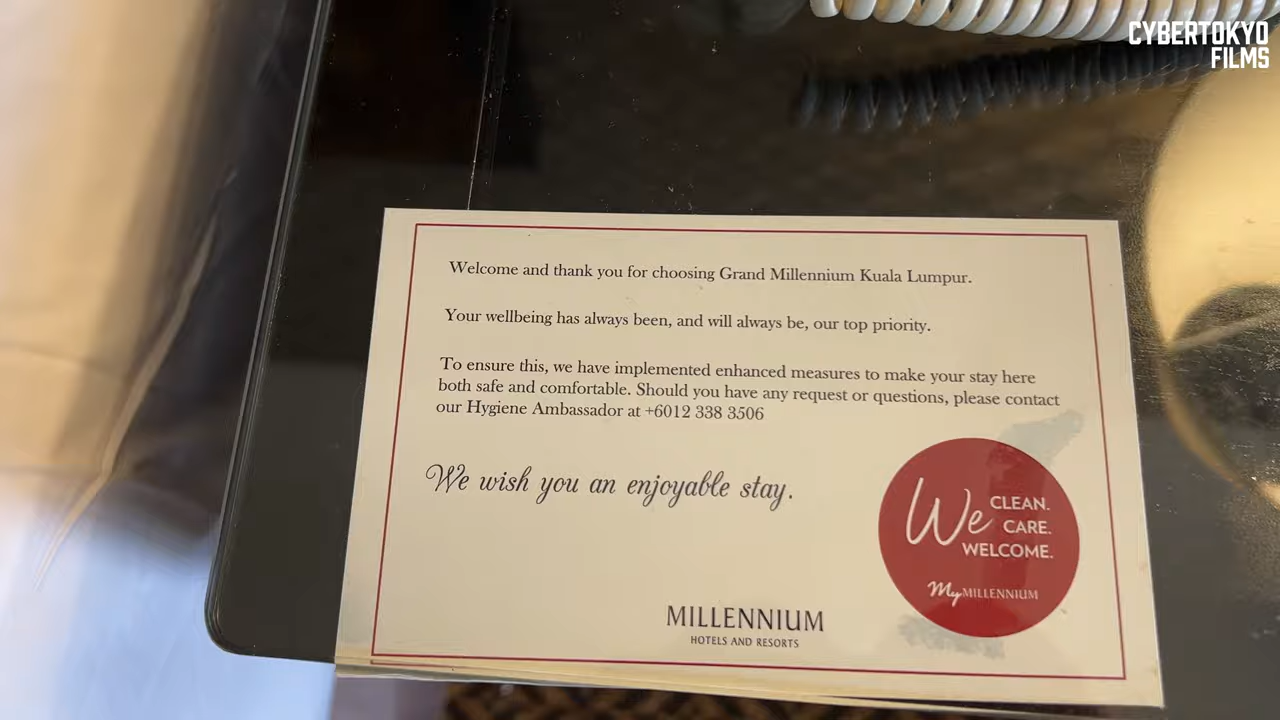 CYBERTOKYO
FILMS
Welcome and thank you for choosing Grand Millennium Kuala Lumpur.
Your wellbeing has always been, and will always be, our top priority.
To ensure this, we have implemented enhanced measures to make your stay here
both safe and comfortable. Should you have any request or questions, please contact
our Hygiene Ambassador at +6012 338 3506
We wish you an enjoyable stay.
We CLEAN.
CARE.
WELCOME.
My MILLENNIUM
MILLENNIUM
HOTELS AND RESORTS